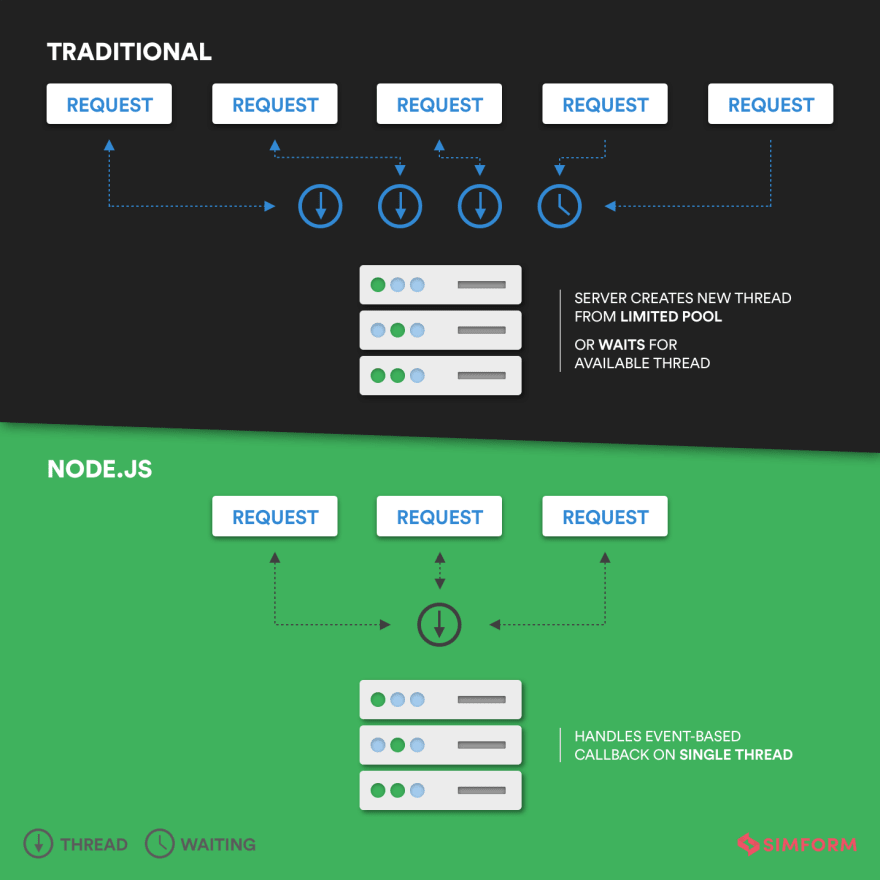 TRADITIONAL
REQUEST
REQUEST
REQUEST
REQUEST
REQUEST
SERVER CREATES NEW THREAD
FROM LIMITED POOL
OR WAITS FOR
AVAILABLE THREAD
NODE.JS
REQUEST
REQUEST
REQUEST
HANDLES EVENT-BASED
CALLBACK ON SINGLE THREAD
THREAD
WAITING
SIMFORM